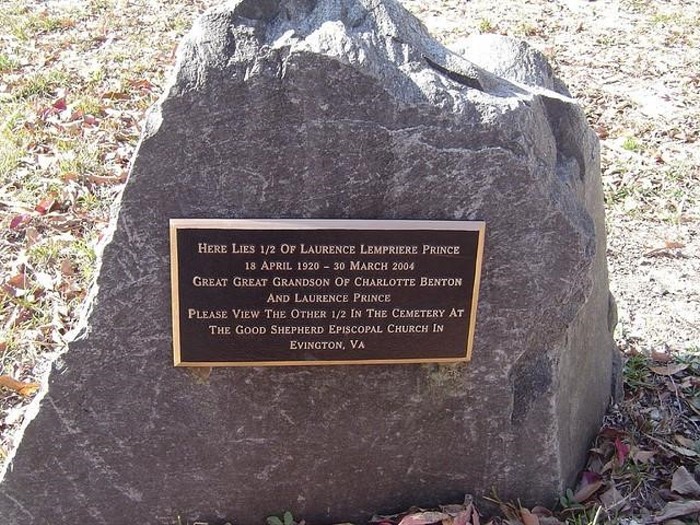 Here Lies 1/2 Of Laurence Lempriere Prince
18 April 1920 – 30 March 2004
Great Great Grandson Of Charlotte Benton
And Laurence Prince
Please View The Other 1/2 In The Cemetery At
The Good Shepherd Episcopal Church In
Evington, Va